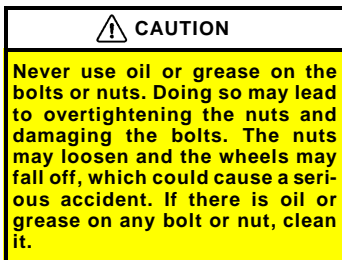 CAUTION
Never use oil or grease on the
bolts or nuts. Doing so may lead
to overtightening the nuts and
damaging the bolts. The nuts
may loosen and the wheels may
fall off, which could cause a seri-
ous accident. If there is oil or
grease on any bolt or nut, clean
it.